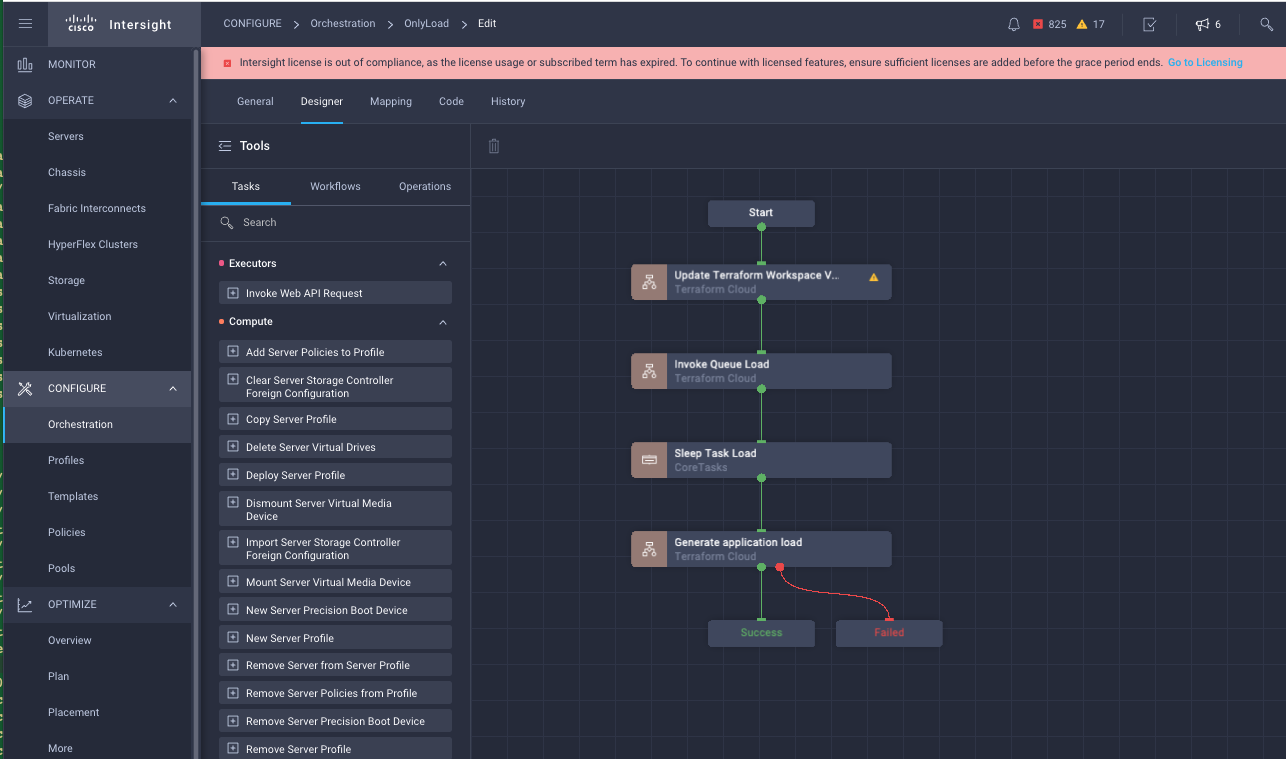 CISCO
Intersight
CONFIGURE
Orchestration
OnlyLoad
Edit
825
17
6
Intersight license is out of compliance, as the license usage or subscribed term has expired. To continue with licensed features, ensure sufficient licenses are added before the grace period ends. Go to Licensing
MONITOR
OPERATE
Servers
Chassis
Fabric Interconnects
HyperFlex Clusters
Storage
Virtualization
Kubernetes
CONFIGURE
Orchestration
Profiles
Templates
Policies
Pools
OPTIMIZE
Overview
Plan
Placement
More
General
Designer
Mapping
Code
History
Tools
Tasks
Workflows
Operations
Search
Executors
Invoke Web API Request
Compute
Add Server Policies to Profile
Clear Server Storage Controller
Foreign Configuration
Copy Server Profile
Delete Server Virtual Drives
Deploy Server Profile
Dismount Server Virtual Media
Device
Import Server Storage Controller
Foreign Configuration
Mount Server Virtual Media Device
New Server Precision Boot Device
New Server Profile
Remove Server from Server Profile
Remove Server Policies from Profile
Remove Server Precision Boot Device
Remove Server Profile
Start
Update Terraform Workspace V...
Terraform Cloud
Invoke Queue Load
Terraform Cloud
Sleep Task Load
CoreTasks
Generate application load
Terraform Cloud
Success
Failed